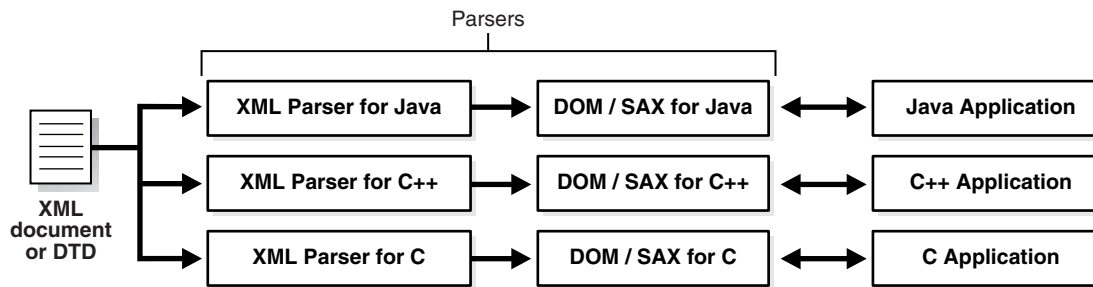 Parsers
XML Parser for Java
DOM / SAX for Java
Java Application
XML Parser for C++
DOM / SAX for C++
C++ Application
XML
document
or DTD
XML Parser for C
DOM / SAX for C
C Application